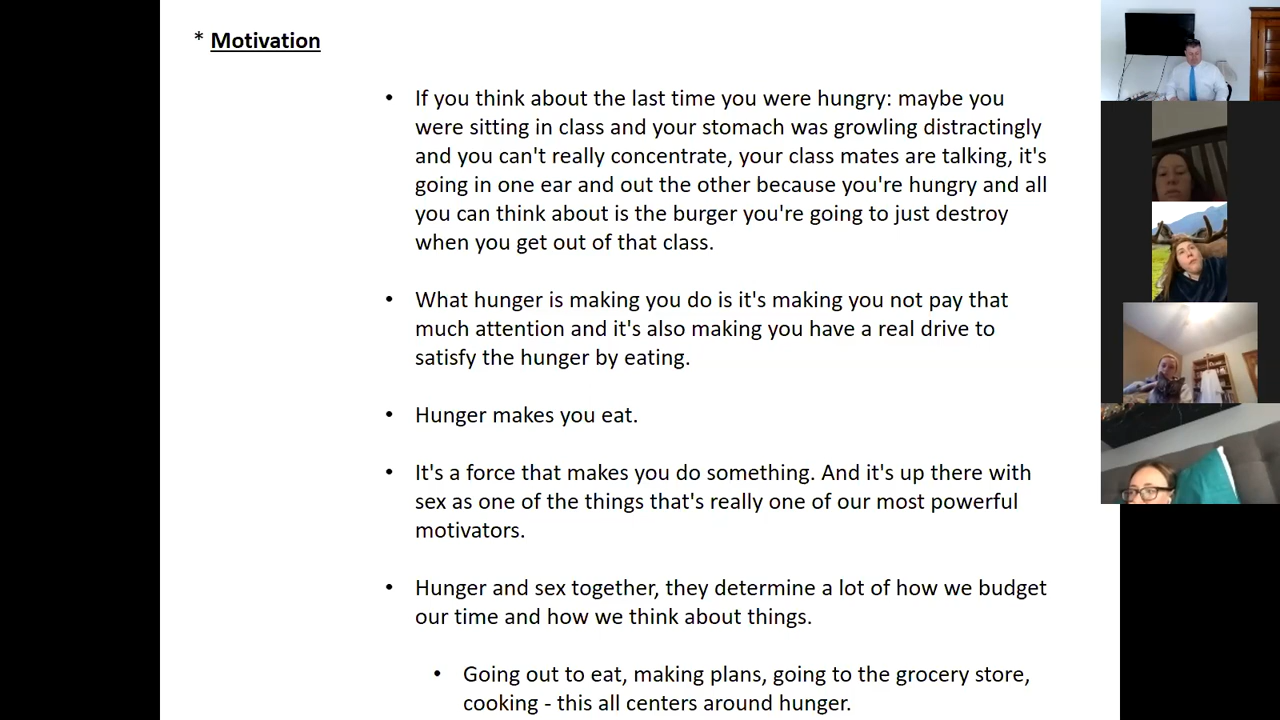 * Motivation
• If you think about the last time you were hungry: maybe you
were sitting in class and your stomach was growling distractingly
and you can't really concentrate, your class mates are talking, it's
going in one ear and out the other because you're hungry and all
you can think about is the burger you're going to just destroy
when you get out of that class.
• What hunger is making you do is it's making you not pay that
much attention and it's also making you have a real drive to
satisfy the hunger by eating.
• Hunger makes you eat.
• It's a force that makes you do something. And it's up there with
sex as one of the things that's really one of our most powerful
motivators.
• Hunger and sex together, they determine a lot of how we budget
our time and how we think about things.
• Going out to eat, making plans, going to the grocery store,
cooking - this all centers around hunger.